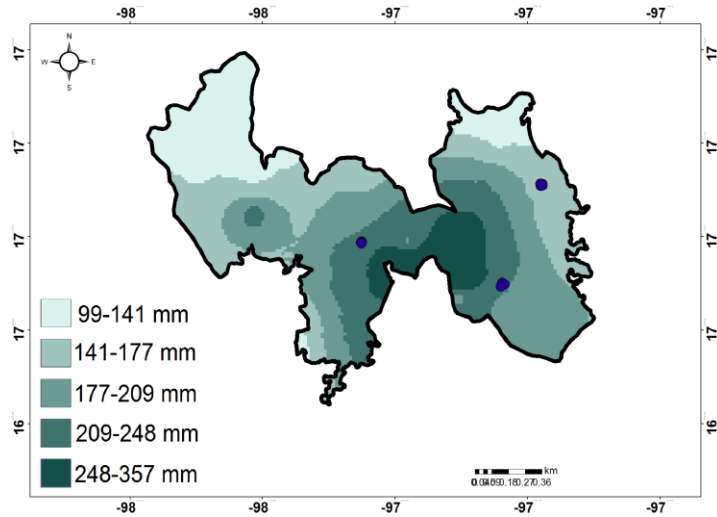 -98 -98 -97 -97 -97
N
W E
S
17 17
17 17
17 17
17 17
16 16
99-141 mm
141-177 mm
177-209 mm
209-248 mm
248-357 mm
km
-98 -98 -97 -97 -97